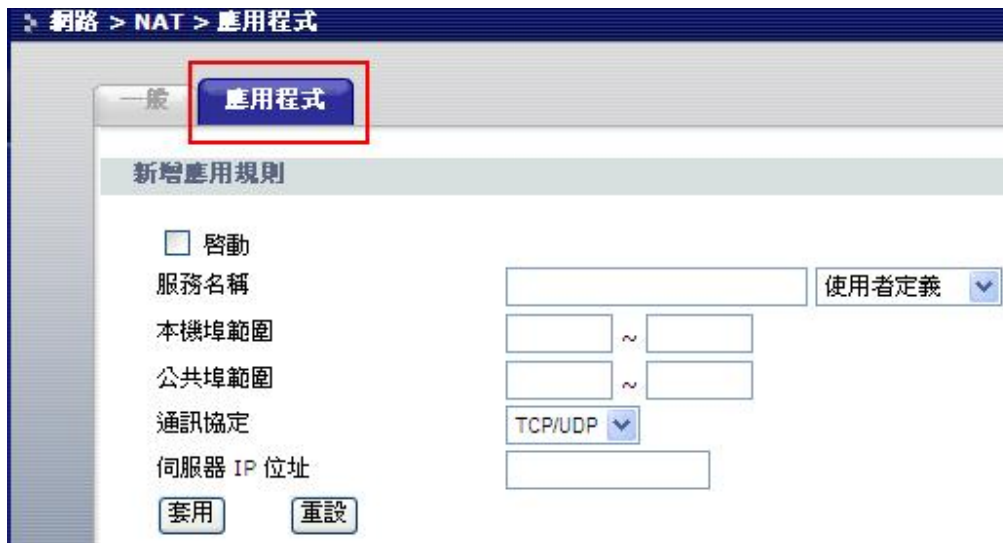 網路 > NAT > 應用程式
一般 應用程式
新增應用規則
啓動
服務名稱 使用者定義
本機埠範圍 ~
公共埠範圍 ~
通訊協定 TCP/UDP
伺服器 IP 位址
套用 重設